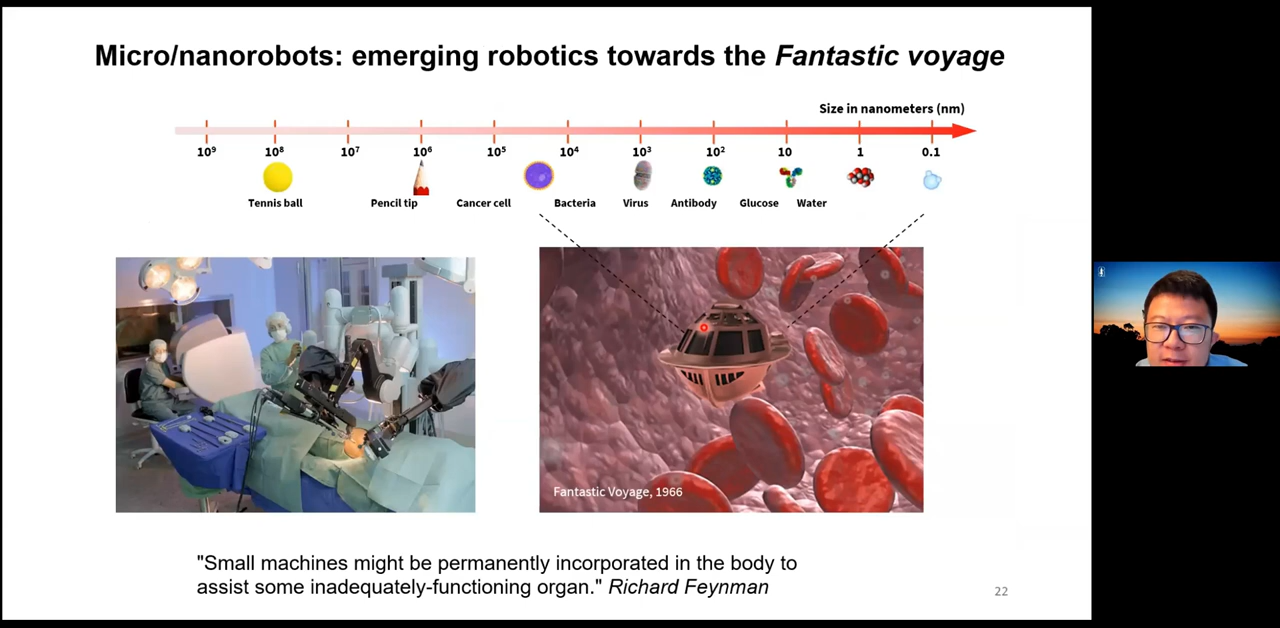 Micro/nanorobots: emerging robotics towards the Fantastic voyage
Size in nanometers (nm)
10⁹ 10⁸ 10⁷ 10⁶ 10⁵ 10⁴ 10³ 10² 10 1 0.1
Tennis ball Pencil tip Cancer cell Bacteria Virus Antibody Glucose Water
Fantastic Voyage, 1966
"Small machines might be permanently incorporated in the body to
assist some inadequately-functioning organ." Richard Feynman
22